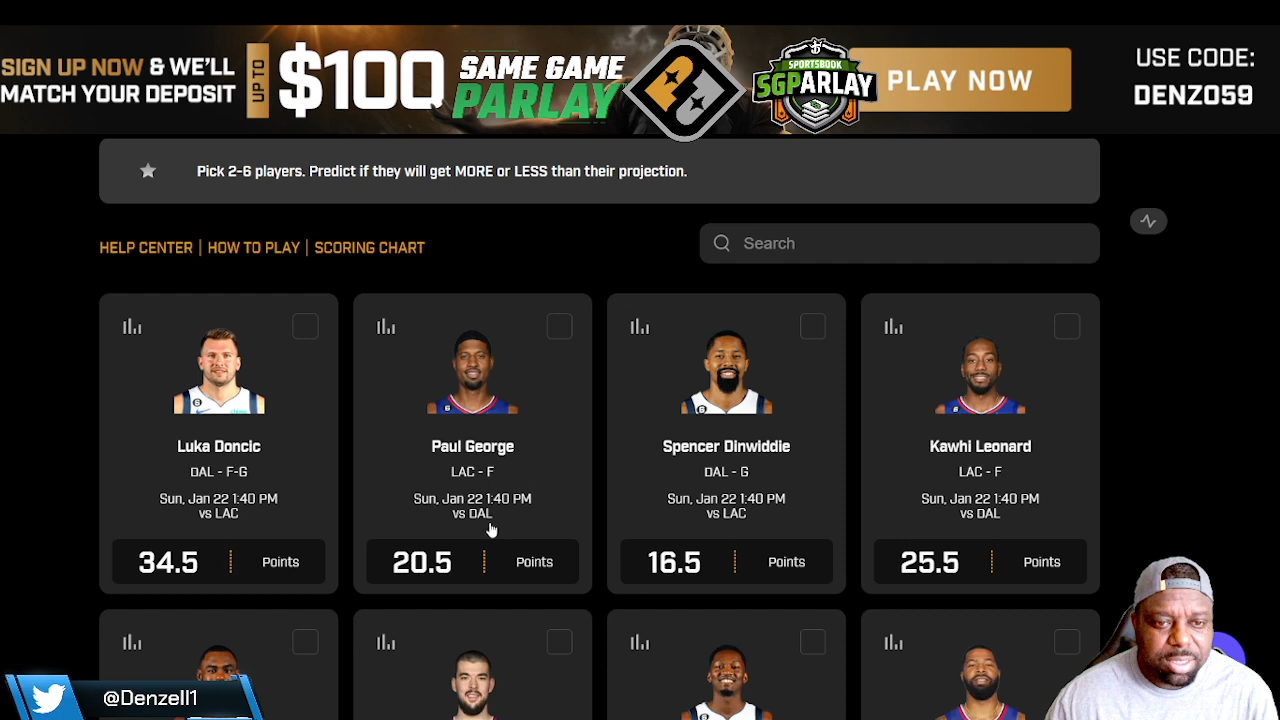 SIGN UP NOW & WE'LL
MATCH YOUR DEPOSIT
UP TO
$100
SAME GAME
PARLAY
SPORTSBOOK
SGPARLAY
PLAY NOW
USE CODE:
DENZO59
Pick 2-6 players. Predict if they will get MORE or LESS than their projection.
HELP CENTER | HOW TO PLAY | SCORING CHART
Search
Luka Doncic
DAL - F-G
Sun, Jan 22 1:40 PM
vs LAC
34.5 Points
Paul George
LAC - F
Sun, Jan 22 1:40 PM
vs DAL
20.5 Points
Spencer Dinwiddie
DAL - G
Sun, Jan 22 1:40 PM
vs LAC
16.5 Points
Kawhi Leonard
LAC - F
Sun, Jan 22 1:40 PM
vs DAL
25.5 Points
@Denzell1